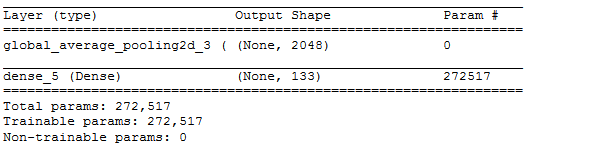 Layer (type) Output Shape Param #
global_average_pooling2d_3 ( (None, 2048) 0
dense_5 (Dense) (None, 133) 272517
Total params: 272,517
Trainable params: 272,517
Non-trainable params: 0